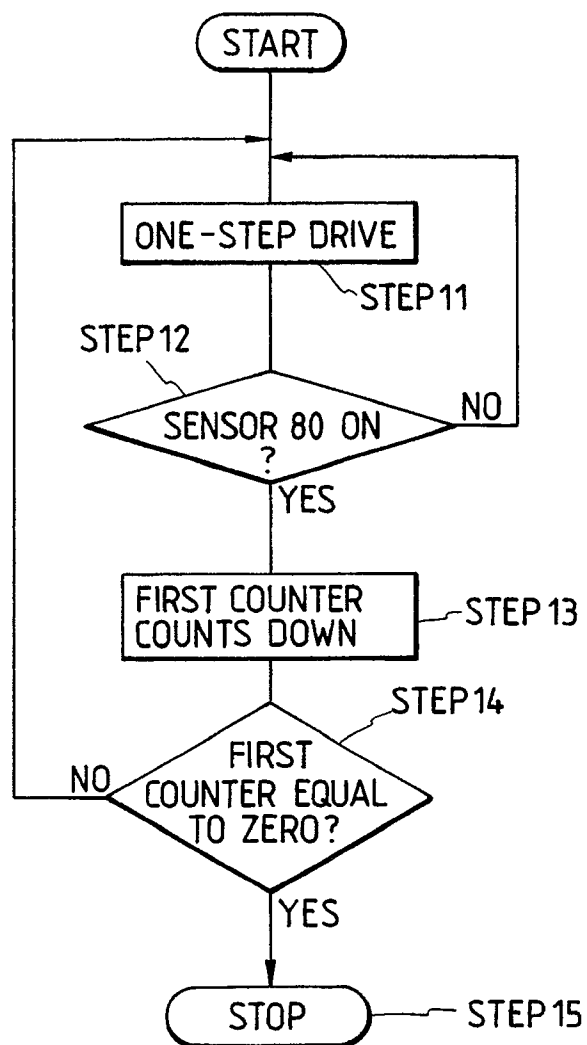 START
ONE-STEP DRIVE
STEP 11
STEP 12
SENSOR 80 ON
?
NO
YES
FIRST COUNTER
COUNTS DOWN
STEP 13
STEP 14
FIRST
COUNTER EQUAL
TO ZERO?
NO
YES
STOP
STEP 15